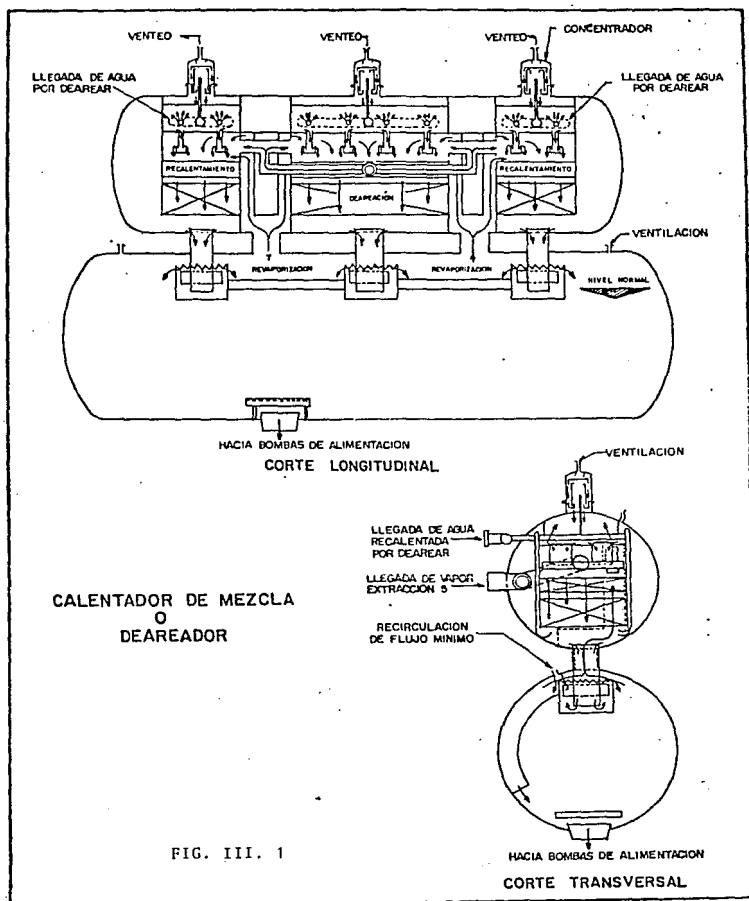 VENTEO
VENTEO
VENTEO
CONCENTRADOR
LLEGADA DE AGUA
POR DEAREAR
LLEGADA DE AGUA
POR DEAREAR
RECALENTAMIENTO
RECALENTAMIENTO
DEAREACION
VENTILACION
REVAPORIZACION
REVAPORIZACION
NIVEL NORMAL
HACIA BOMBAS DE ALIMENTACION
CORTE LONGITUDINAL
VENTILACION
LLEGADA DE AGUA
RECALENTADA
POR DEAREAR
LLEGADA DE VAPOR
EXTRACCION 5
CALENTADOR DE MEZCLA
O
DEAREADOR
RECIRCULACION
DE FLUJO MINIMO
FIG. III. 1
HACIA BOMBAS DE ALIMENTACION
CORTE TRANSVERSAL